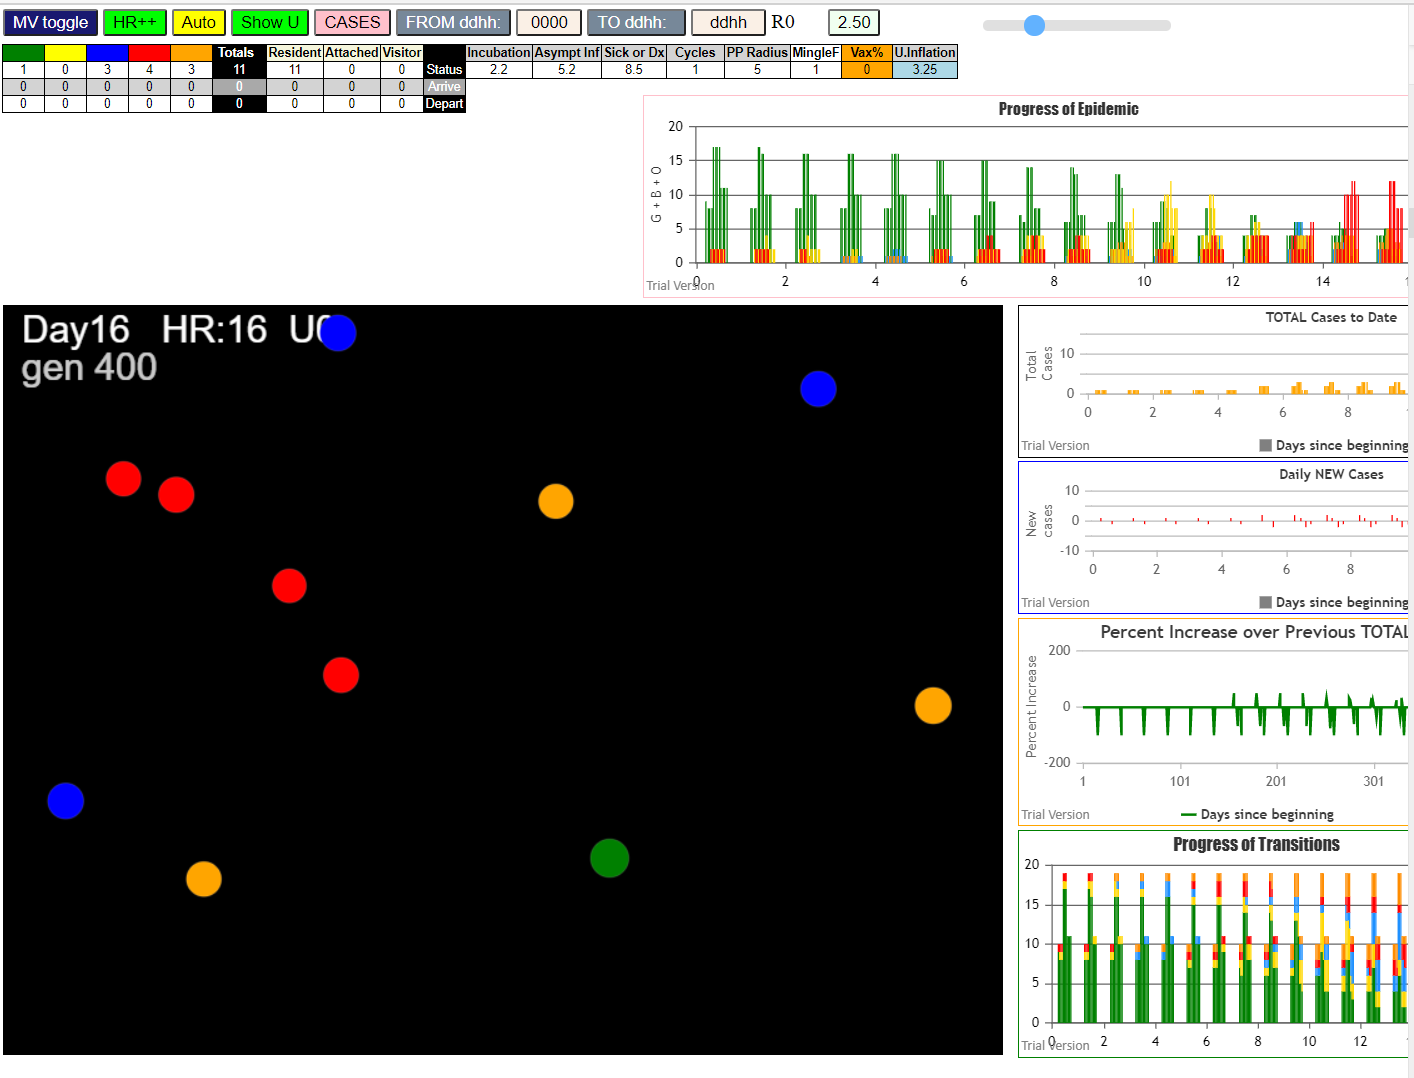 MV toggle HR++ Auto Show U CASES FROM ddhh: 0000 TO ddhh: ddhh R0 2.50
Totals Resident Attached Visitor Incubation Asympt Inf Sick or Dx Cycles PP Radius MingleF Vax% U.Inflation
1 0 3 4 3 11 11 0 0 Status 2.2 5.2 8.5 1 5 1 0 3.25
0 0 0 0 0 0 0 0 0 Arrive
0 0 0 0 0 0 0 0 0 Depart
Progress of Epidemic
20
15
10
5
0
G + B + O
0 2 4 6 8 10 12 14
Trial Version
Day16 HR:16
gen 400
TOTAL Cases to Date
Total
Cases
10
0
0 2 4 6 8
Days since beginning
Trial Version
Daily NEW Cases
New
cases
10
0
-10
0 2 4 6 8
Days since beginning
Trial Version
Percent Increase over Previous TOTAL
Percent Increase
200
0
-200
1 101 201 301
Days since beginning
Trial Version
Progress of Transitions
20
15
10
5
0
0 2 4 6 8 10 12
Trial Version